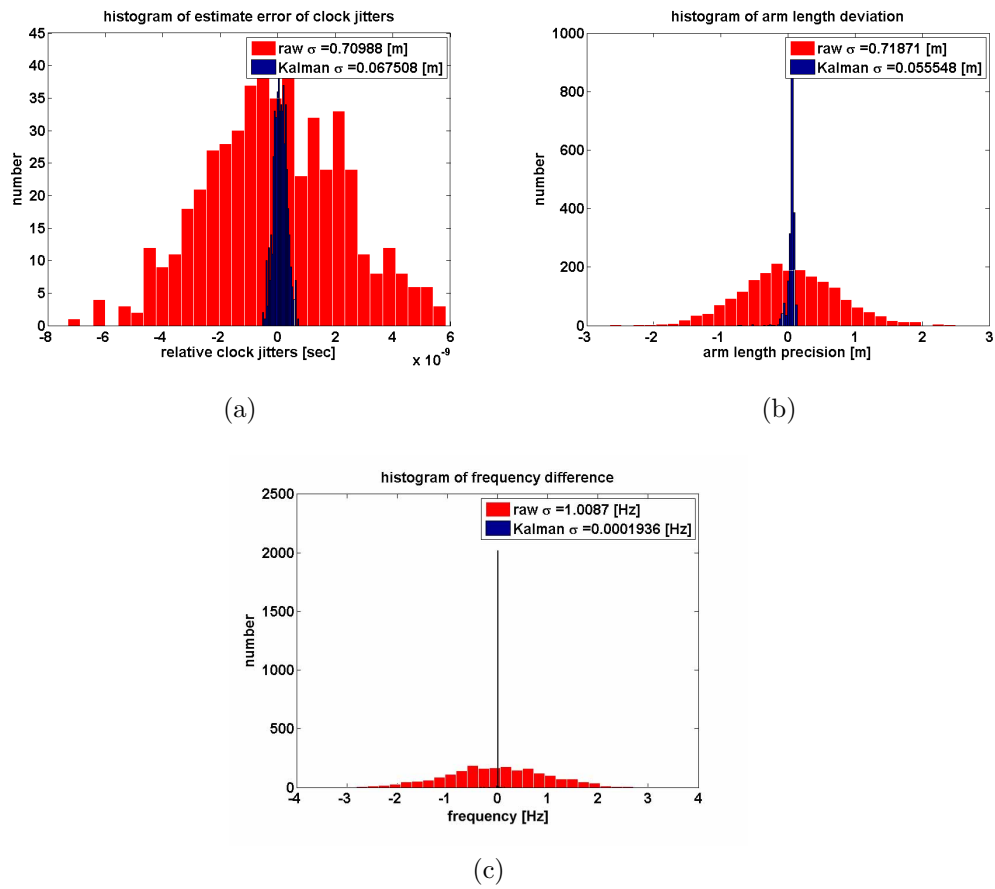 histogram of estimate error of clock jitters
raw σ =0.70988 [m]
Kalman σ =0.067508 [m]
number
45
40
35
30
25
20
15
10
5
0
-8
-6
-4
-2
0
2
4
6
relative clock jitters [sec]
x 10^-9
(a)
histogram of arm length deviation
raw σ =0.71871 [m]
Kalman σ =0.055548 [m]
number
1000
800
600
400
200
0
-3
-2
-1
0
1
2
3
arm length precision [m]
(b)
histogram of frequency difference
raw σ =1.0087 [Hz]
Kalman σ =0.0001936 [Hz]
number
2500
2000
1500
1000
500
0
-4
-3
-2
-1
0
1
2
3
4
frequency [Hz]
(c)